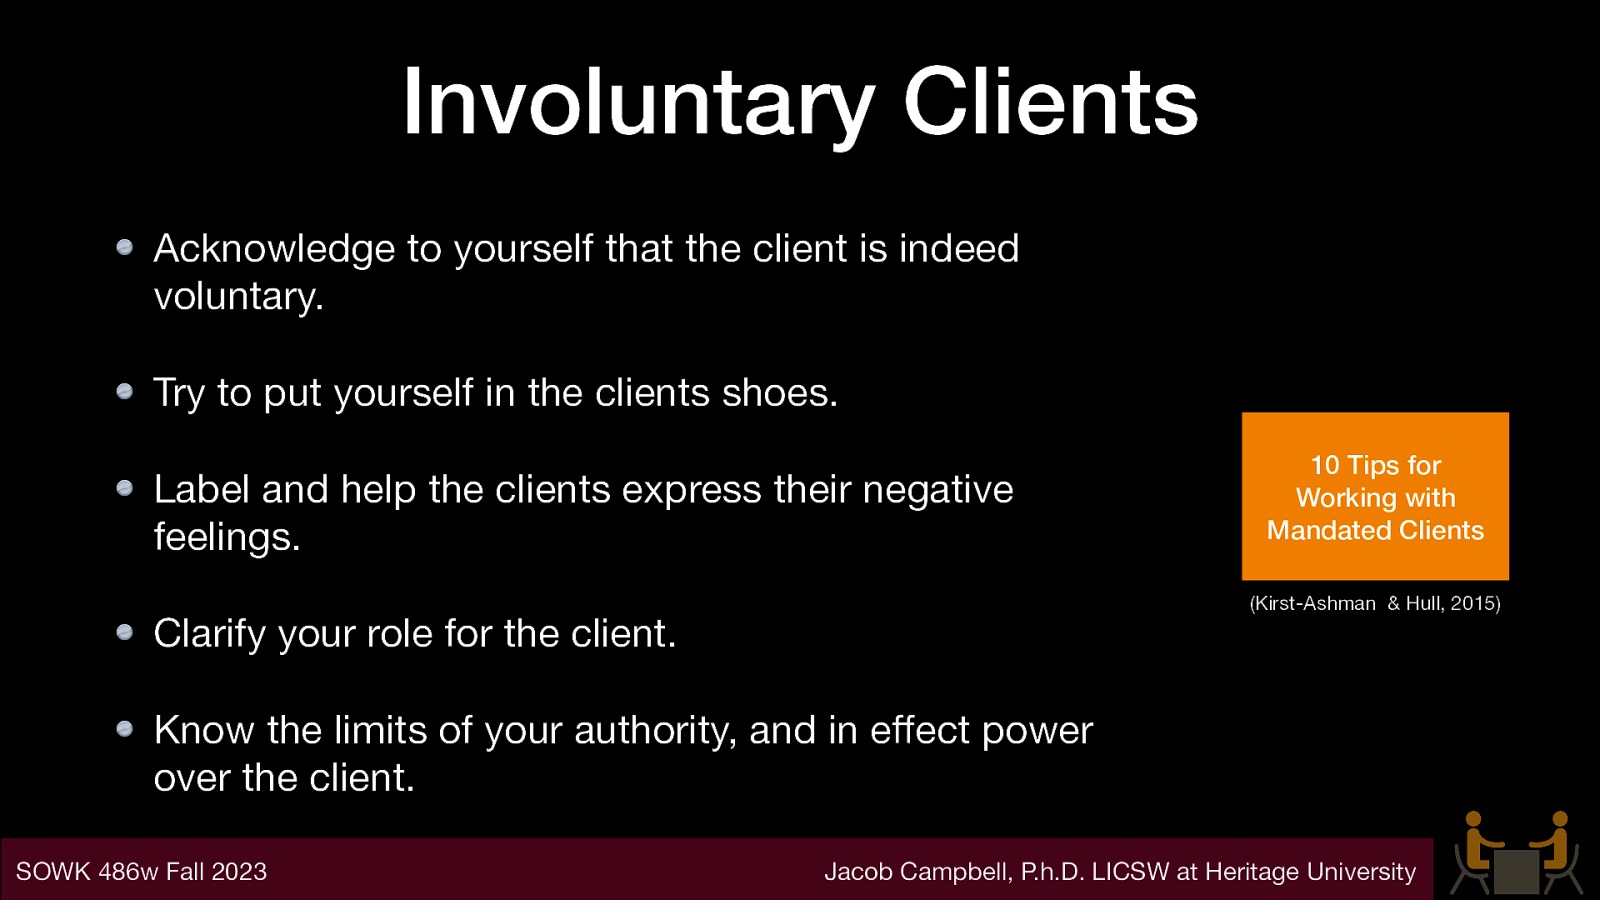 Involuntary Clients
Acknowledge to yourself that the client is indeed
voluntary.
Try to put yourself in the clients shoes.
Label and help the clients express their negative
feelings.
Clarify your role for the client.
Know the limits of your authority, and in effect power
over the client.
10 Tips for
Working with
Mandated Clients
(Kirst-Ashman & Hull, 2015)
SOWK 486w Fall 2023
Jacob Campbell, P.h.D. LICSW at Heritage University